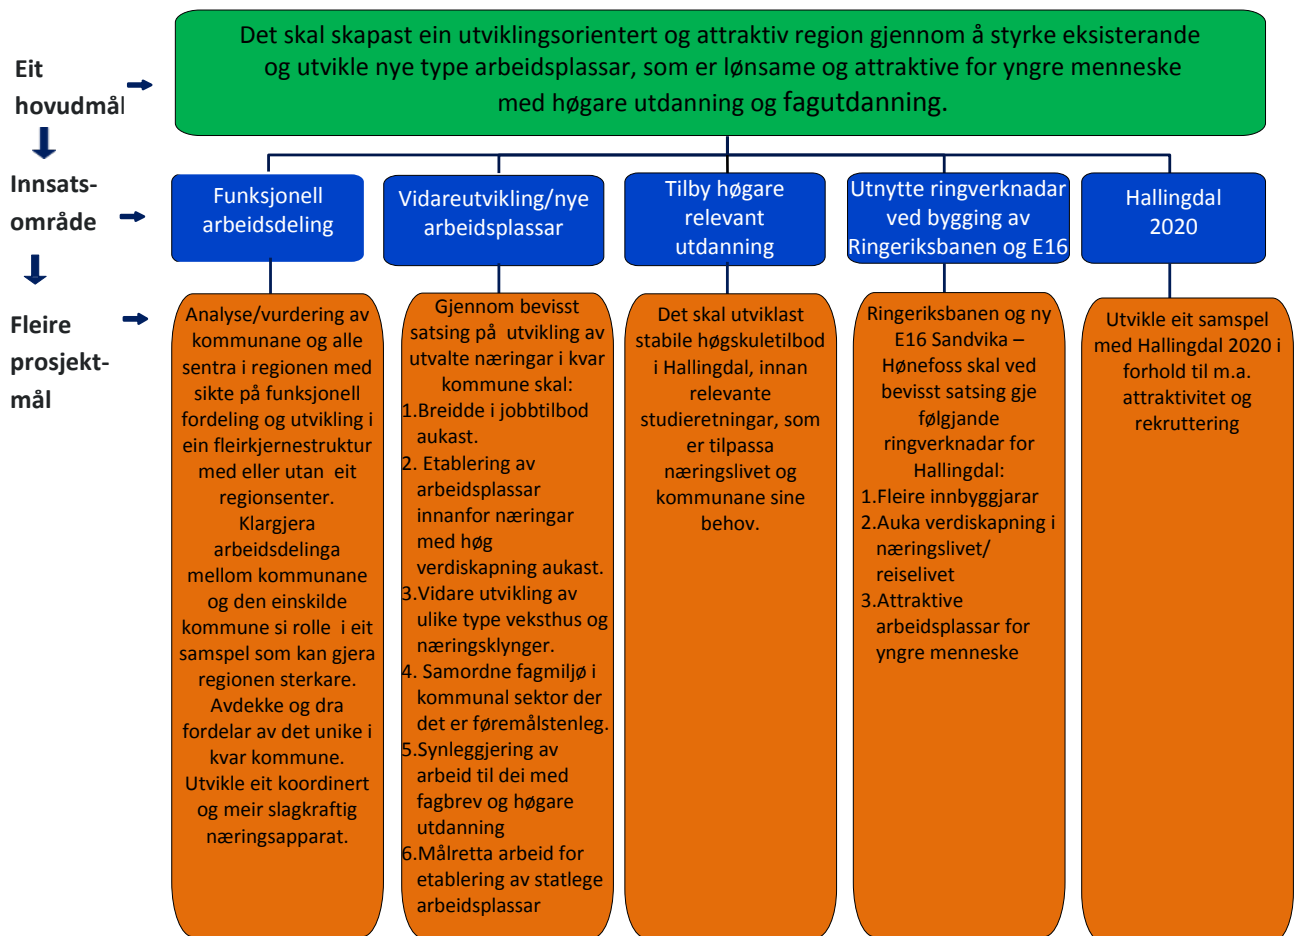 Eit
hovudmål
Det skal skapast ein utviklingsorientert og attraktiv region gjennom å styrke eksisterande
og utvikle nye type arbeidsplassar, som er lønsame og attraktive for yngre menneske
med høgare utdanning og fagutdanning.
Innsats-
område
Funksjonell
arbeidsdeling
Vidareutvikling/nye
arbeidsplassar
Tilby høgare
relevant
utdanning
Utnytte ringverknadar
ved bygging av
Ringeriksbanen og E16
Hallingdal
2020
Fleire
prosjekt-
mål
Analyse/vurdering av
kommunane og alle
sentra i regionen med
sikte på funksjonell
fordeling og utvikling i
ein fleirkjernestruktur
med eller utan eit
regionsenter.
Klargjera
arbeidsdelinga
mellom kommunane
og den einskilde
kommune si rolle i eit
samspel som kan gjera
regionen sterkare.
Avdekke og dra
fordelar av det unike i
kvar kommune.
Utvikle eit koordinert
og meir slagkraftig
næringsapparat.
Gjennom bevisst
satsing på utvikling av
utvalte næringar i kvar
kommune skal:
1.Breidde i jobbtilbod
aukast.
2. Etablering av
arbeidsplassar
innanfor næringar
med høg
verdiskapning aukast.
3.Vidare utvikling av
ulike type veksthus og
næringsklynger.
4. Samordne fagmiljø i
kommunal sektor der
det er føremålstenleg.
5.Synleggjering av
arbeid til dei med
fagbrev og høgare
utdanning
6.Målretta arbeid for
etablering av statlege
arbeidsplassar
Det skal utviklast
stabile høgskuletilbod
i Hallingdal, innan
relevante
studieretningar, som
er tilpassa
næringslivet og
kommunane sine
behov.
Ringeriksbanen og ny
E16 Sandvika –
Hønefoss skal ved
bevisst satsing gje
følgjande
ringverknadar for
Hallingdal:
1.Fleire innbyggjarar
2.Auka verdiskapning i
næringslivet/
reiselivet
3.Attraktive
arbeidsplassar for
yngre menneske
Utvikle eit samspel
med Hallingdal 2020 i
forhold til m.a.
attraktivitet og
rekruttering